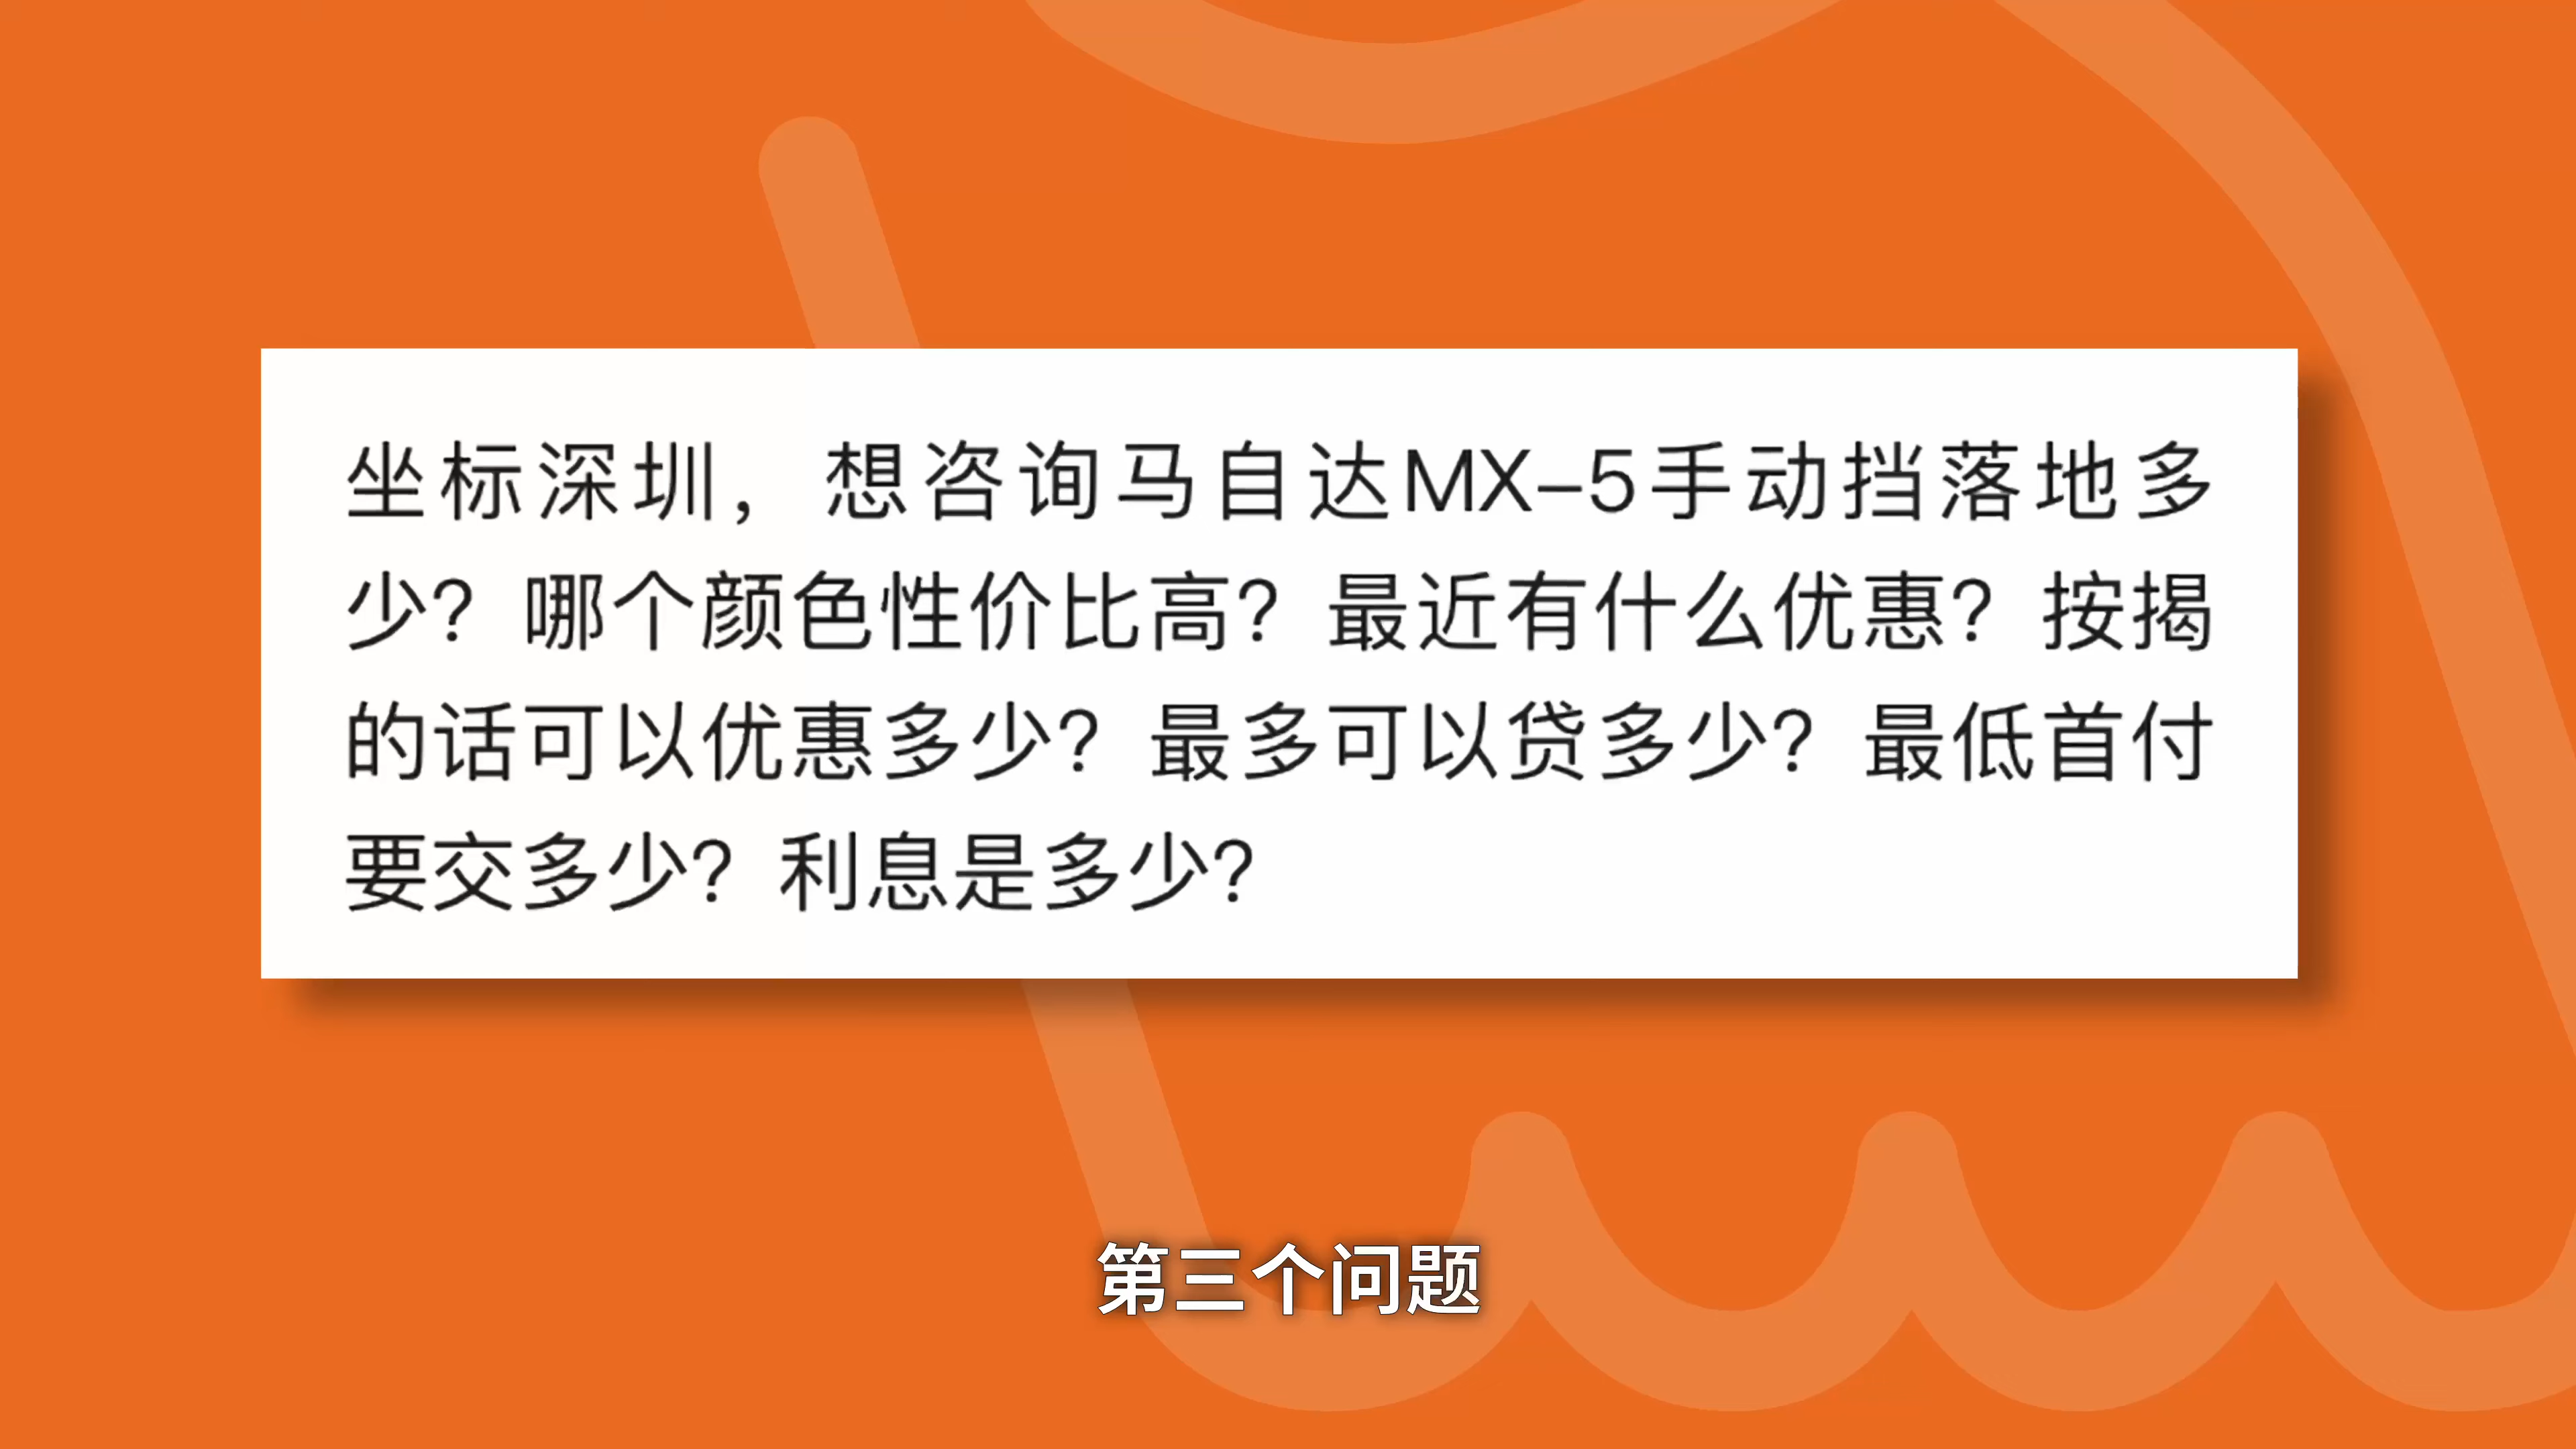 坐标深圳，想咨询马自达MX-5手动挡落地多
少？哪个颜色性价比高？最近有什么优惠？按揭
的话可以优惠多少？最多可以贷多少？最低首付
要交多少？利息是多少？
第三个问题